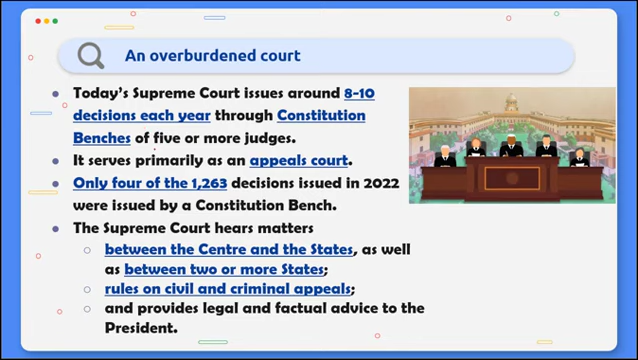 An overburdened court
Today's Supreme Court issues around 8-10
decisions each year through Constitution
Benches of five or more judges.
It serves primarily as an appeals court.
Only four of the 1,263 decisions issued in 2022
were issued by a Constitution Bench.
The Supreme Court hears matters
between the Centre and the States, as well
as between two or more States;
rules on civil and criminal appeals;
and provides legal and factual advice to the
President.